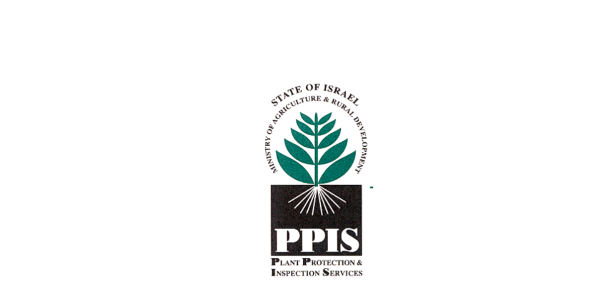 STATE OF ISRAEL
MINISTRY OF AGRICULTURE & RURAL DEVELOPMENT
PPIS
PLANT PROTECTION &
INSPECTION SERVICES